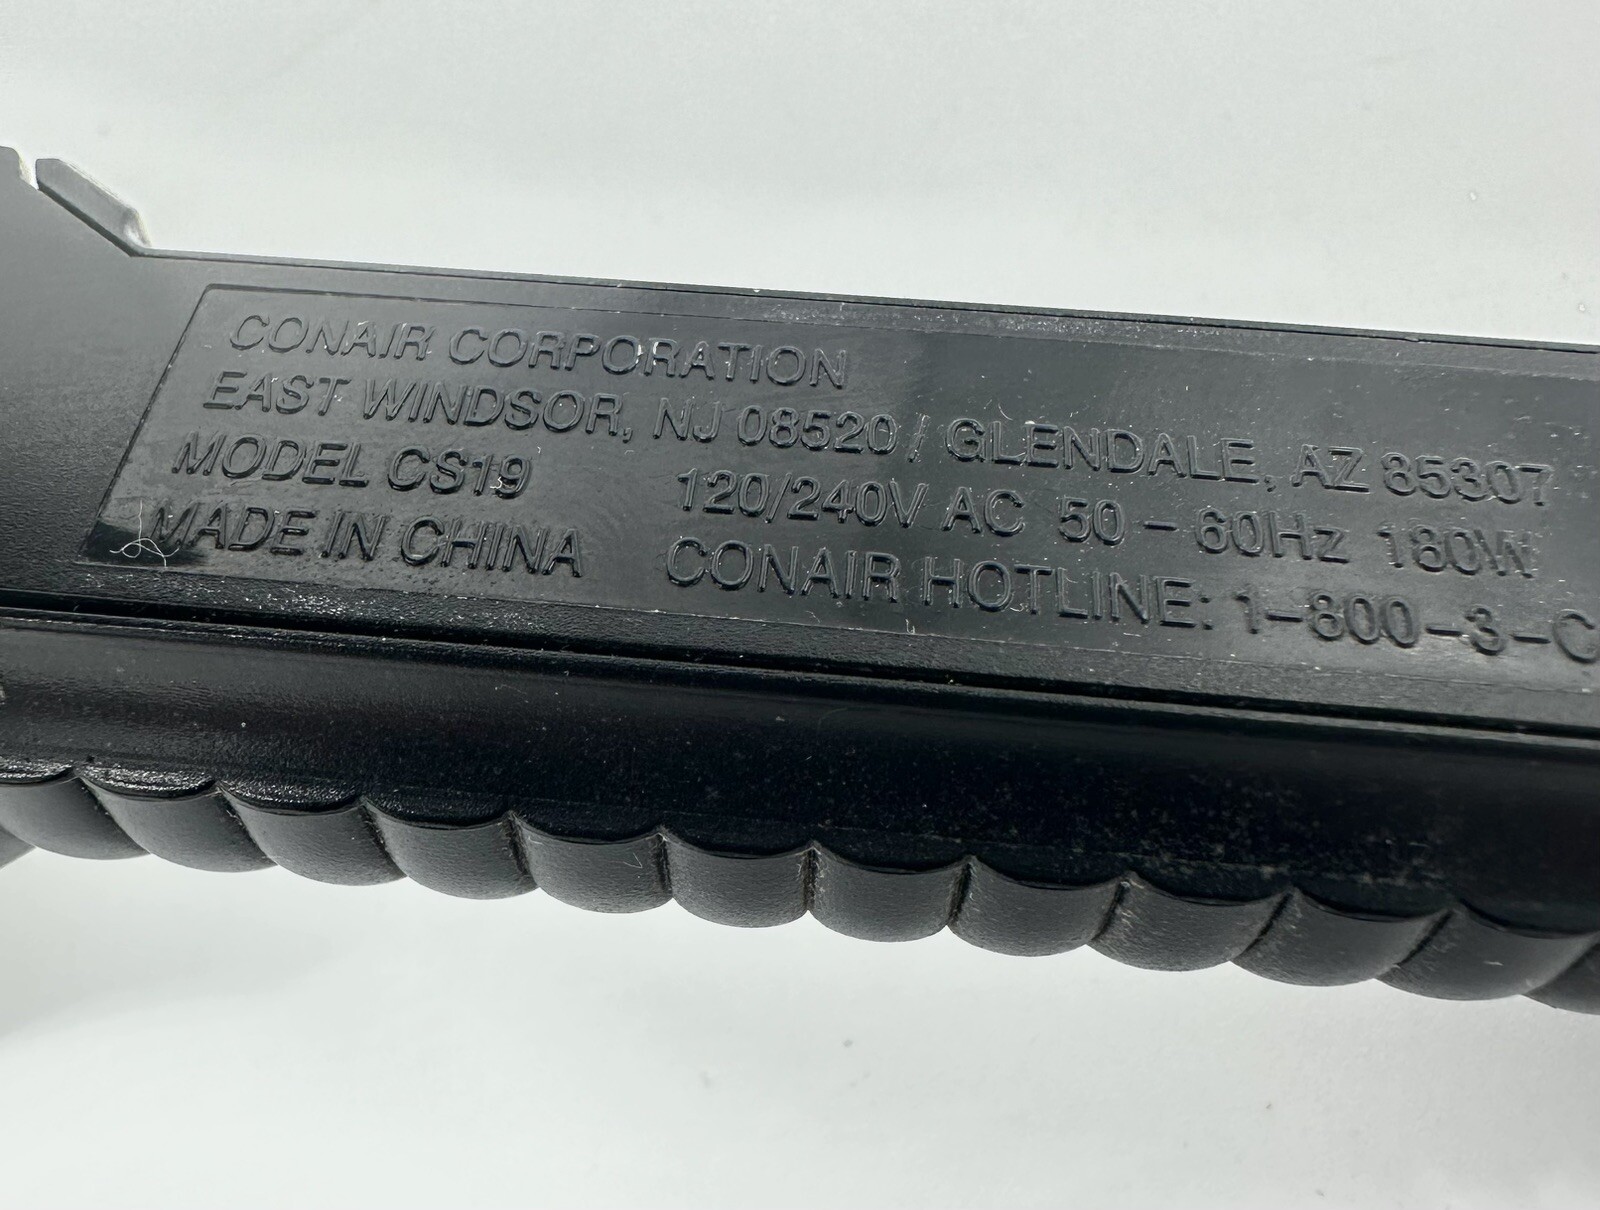 CONAIR CORPORATION
EAST WINDSOR, NJ 08520 / GLENDALE, AZ 85307
MODEL CS19 120/240V AC 50 - 60Hz 180W
MADE IN CHINA CONAIR HOTLINE: 1-800-3-C